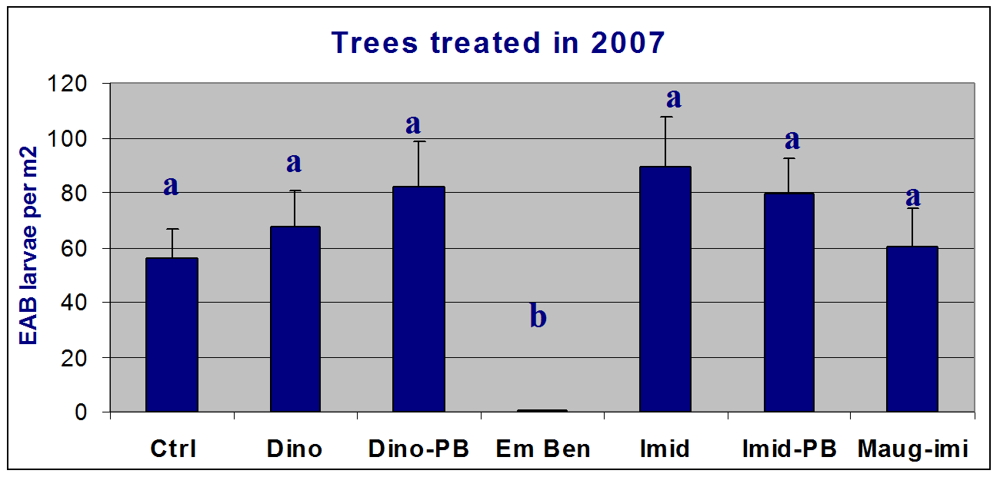 Trees treated in 2007
EAB larvae per m2
120
100
80
60
40
20
0
a
a
a
b
a
a
a
Ctrl Dino Dino-PB Em Ben Imid Imid-PB Maug-imi